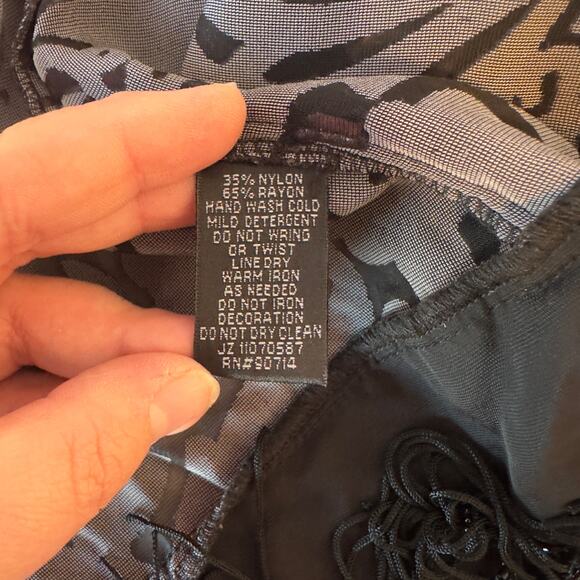 35% NYLON
65% RAYON
HAND WASH COLD
MILD DETERGENT
DO NOT WRING
OR TWIST
LINE DRY
WARM IRON
AS NEEDED
DO NOT IRON
DECORATION
DO NOT DRY CLEAN
JZ 11070587
RN#90714